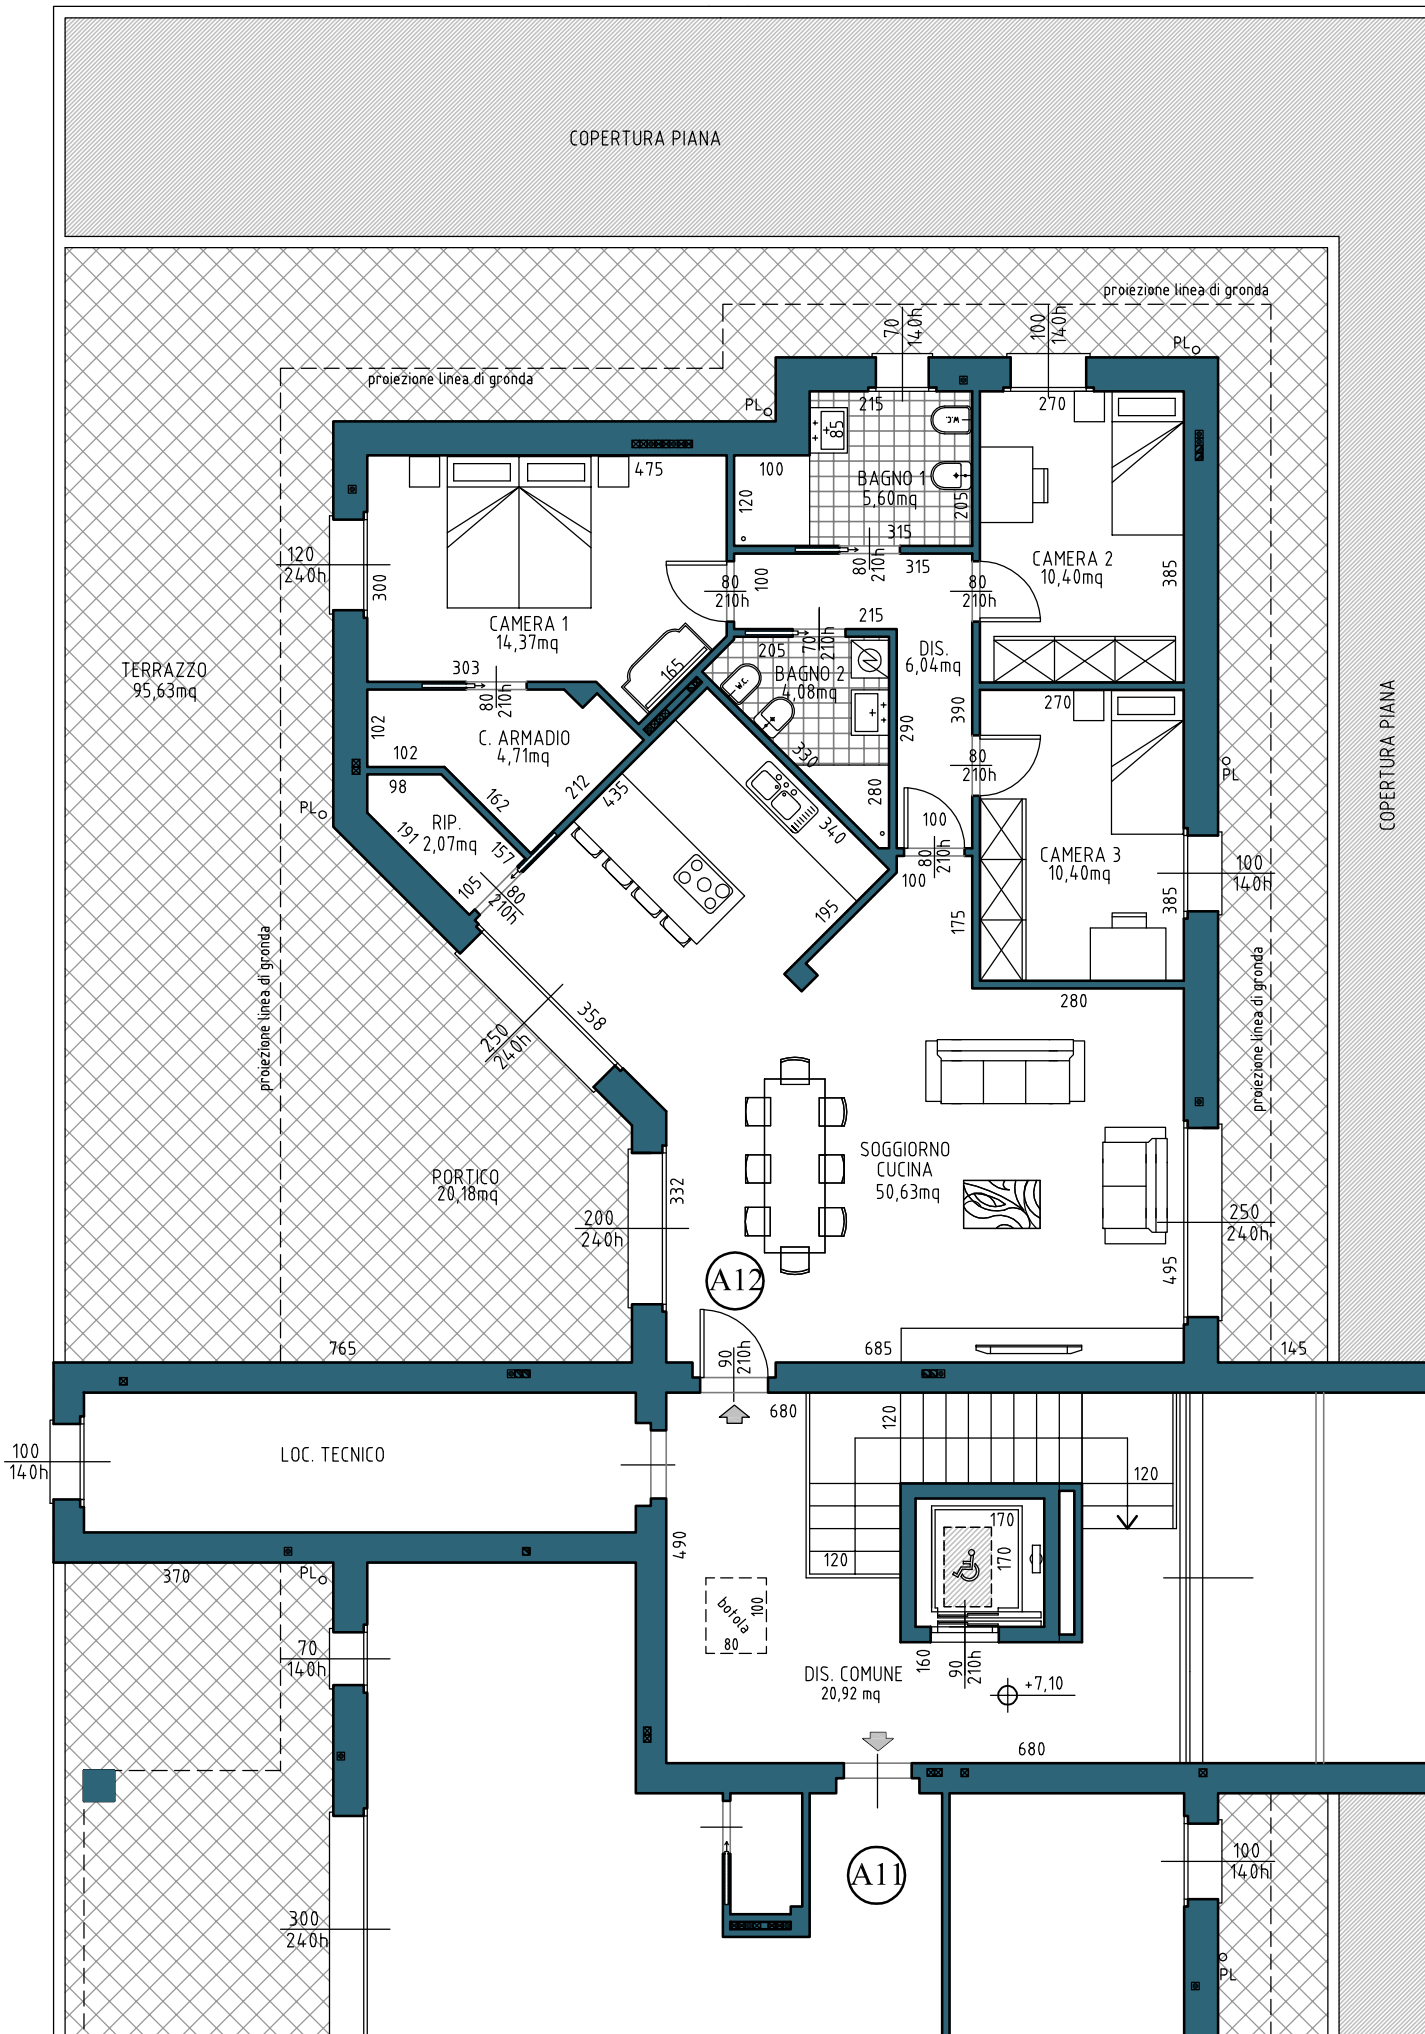 COPERTURA PIANA
proiezione linea di gronda
70
140h
100
140h
PL
proiezione linea di gronda
PL
215
85
W.C.
270
475
100
120
BAGNO 1
5,60mq
205
315
120
240h
300
80
210h
100
80
210h
315
80
210h
CAMERA 2
10,40mq
385
CAMERA 1
14,37mq
215
TERRAZZO
95,63mq
303
80
210h
165
205
70
210h
W.C.
BAGNO 2
4,08mq
DIS.
6,04mq
390
270
COPERTURA PIANA
102
102
C. ARMADIO
4,71mq
290
330
80
210h
PL
98
162
212
435
280
PL
RIP.
2,07mq
191
157
340
100
80
210h
CAMERA 3
10,40mq
100
140h
105
80
210h
195
100
175
385
proiezione linea di gronda
280
proiezione linea di gronda
250
240h
358
SOGGIORNO
CUCINA
50,63mq
PORTICO
20,18mq
332
200
240h
250
240h
A12
495
765
90
210h
685
145
680
120
LOC. TECNICO
100
140h
120
490
170
170
120
370
PL
botola
100
80
70
140h
160
90
210h
DIS. COMUNE
20,92 mq
+7,10
680
A11
100
140h
300
240h
PL